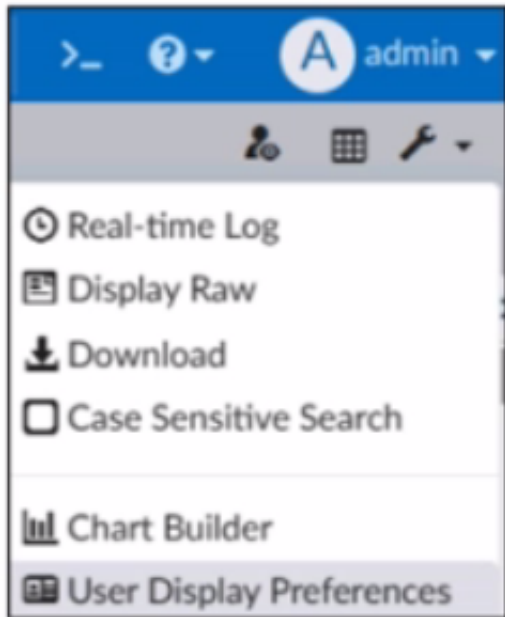 >_ ? A admin
Real-time Log
Display Raw
Download
Case Sensitive Search
Chart Builder
User Display Preferences